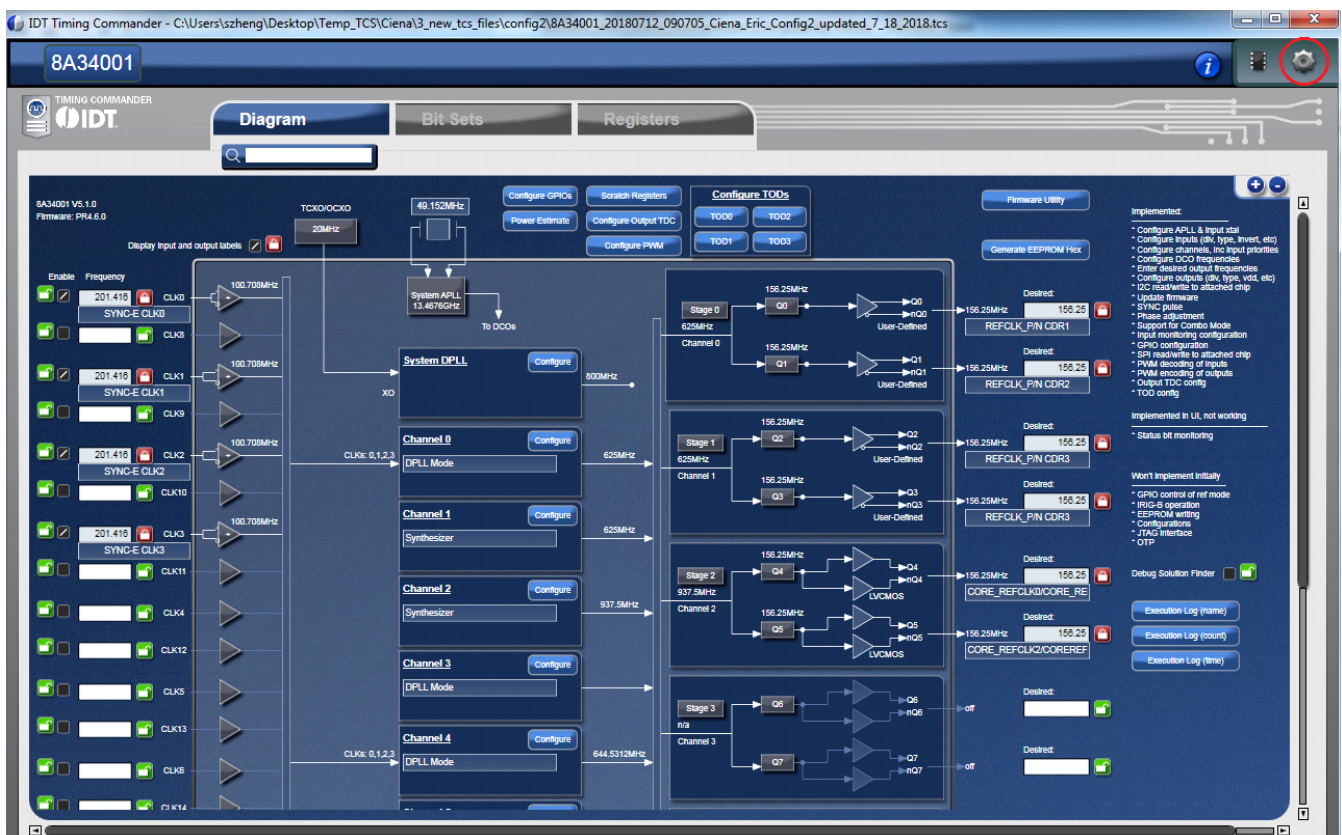 IDT Timing Commander - C:\Users\szheng\Desktop\Temp_TCS\Ciena\3_new_tcs_files\config2\8A34001_20180712_090705_Ciena_Eric_Config2_updated_7_18_2018.tcs
8A34001
i
TIMING COMMANDER
IDT
Diagram
Bit Sets
Registers
8A34001 V5.1.0
Firmware: PR4.6.0
Display input and output labels
TCXO/OCXO
20MHz
49.152MHz
System APLL
13.4676GHz
To DCOs
Configure GPIOs
Scratch Registers
Power Estimate
Configure Output TDC
Configure PWM
Configure TODs
TOD0
TOD2
TOD1
TOD3
Firmware Utility
Generate EEPROM Hex
Enable
Frequency
201.416
CLK0
100.708MHz
SYNC-E CLK0
CLK8
201.416
CLK1
100.708MHz
SYNC-E CLK1
CLK9
201.416
CLK2
100.708MHz
SYNC-E CLK2
CLK10
201.416
CLK3
100.708MHz
SYNC-E CLK3
CLK11
CLK4
CLK12
CLK5
CLK13
CLK6
CLK14
System DPLL
Configure
XO
800MHz
Channel 0
Configure
CLKs: 0,1,2,3
DPLL Mode
625MHz
Channel 1
Configure
Synthesizer
625MHz
Channel 2
Configure
Synthesizer
937.5MHz
Channel 3
Configure
DPLL Mode
Channel 4
Configure
CLKs: 0,1,2,3
DPLL Mode
644.5312MHz
Stage 0
625MHz
Channel 0
156.25MHz
Q0
Q0
nQ0
User-Defined
156.25MHz
Q1
Q1
nQ1
User-Defined
Stage 1
625MHz
Channel 1
156.25MHz
Q2
Q2
nQ2
User-Defined
156.25MHz
Q3
Q3
nQ3
User-Defined
Stage 2
937.5MHz
Channel 2
156.25MHz
Q4
Q4
nQ4
LVCMOS
156.25MHz
Q5
Q5
nQ5
LVCMOS
Stage 3
n/a
Channel 3
Q6
Q6
nQ6
Q7
Q7
nQ7
Desired:
156.25MHz
156.25
REFCLK_P/N CDR1
Desired:
156.25MHz
156.25
REFCLK_P/N CDR2
Desired:
156.25MHz
156.25
REFCLK_P/N CDR3
Desired:
156.25MHz
156.25
REFCLK_P/N CDR3
Desired:
156.25MHz
156.25
CORE_REFCLK0/CORE_RE
Desired:
156.25MHz
156.25
CORE_REFCLK2/COREREF
Desired:
off
Desired:
off
Implemented:
* Configure APLL & input xtal
* Configure inputs (div, type, invert, etc)
* Configure channels, inc input priorities
* Configure DCO frequencies
* Enter desired output frequencies
* Configure outputs (div, type, vdd, etc)
* I2C read/write to attached chip
* Update firmware
* SYNC pulse
* Phase adjustment
* Support for Combo Mode
* Input monitoring configuration
* GPIO configuration
* SPI read/write to attached chip
* PWM decoding of inputs
* PWM encoding of outputs
* Output TDC config
* TOD config
Implemented in UI, not working
* Status bit monitoring
Won't implement initially
* GPIO control of ref mode
* IRIG-B operation
* EEPROM writing
* Configurations
* JTAG interface
* OTP
Debug Solution Finder
Execution Log (name)
Execution Log (count)
Execution Log (time)